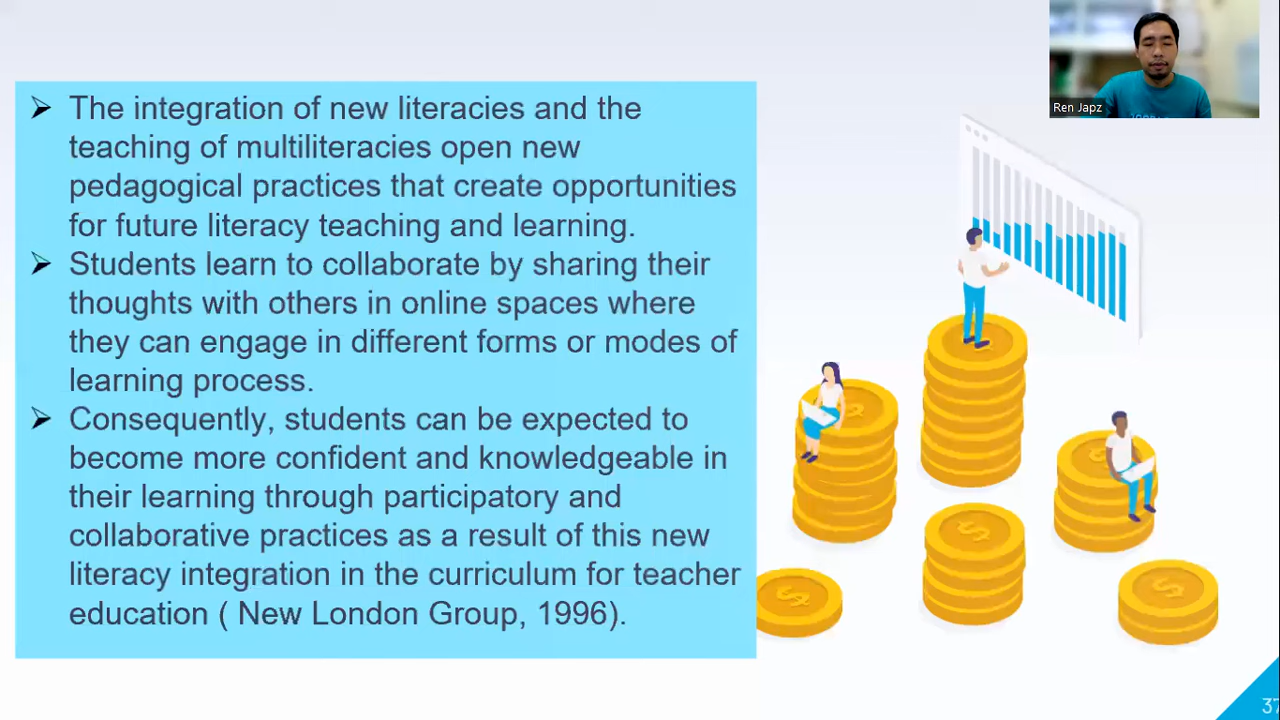 ➢ The integration of new literacies and the
teaching of multiliteracies open new
pedagogical practices that create opportunities
for future literacy teaching and learning.
➢ Students learn to collaborate by sharing their
thoughts with others in online spaces where
they can engage in different forms or modes of
learning process.
➢ Consequently, students can be expected to
become more confident and knowledgeable in
their learning through participatory and
collaborative practices as a result of this new
literacy integration in the curriculum for teacher
education ( New London Group, 1996).
Ren Japz
37